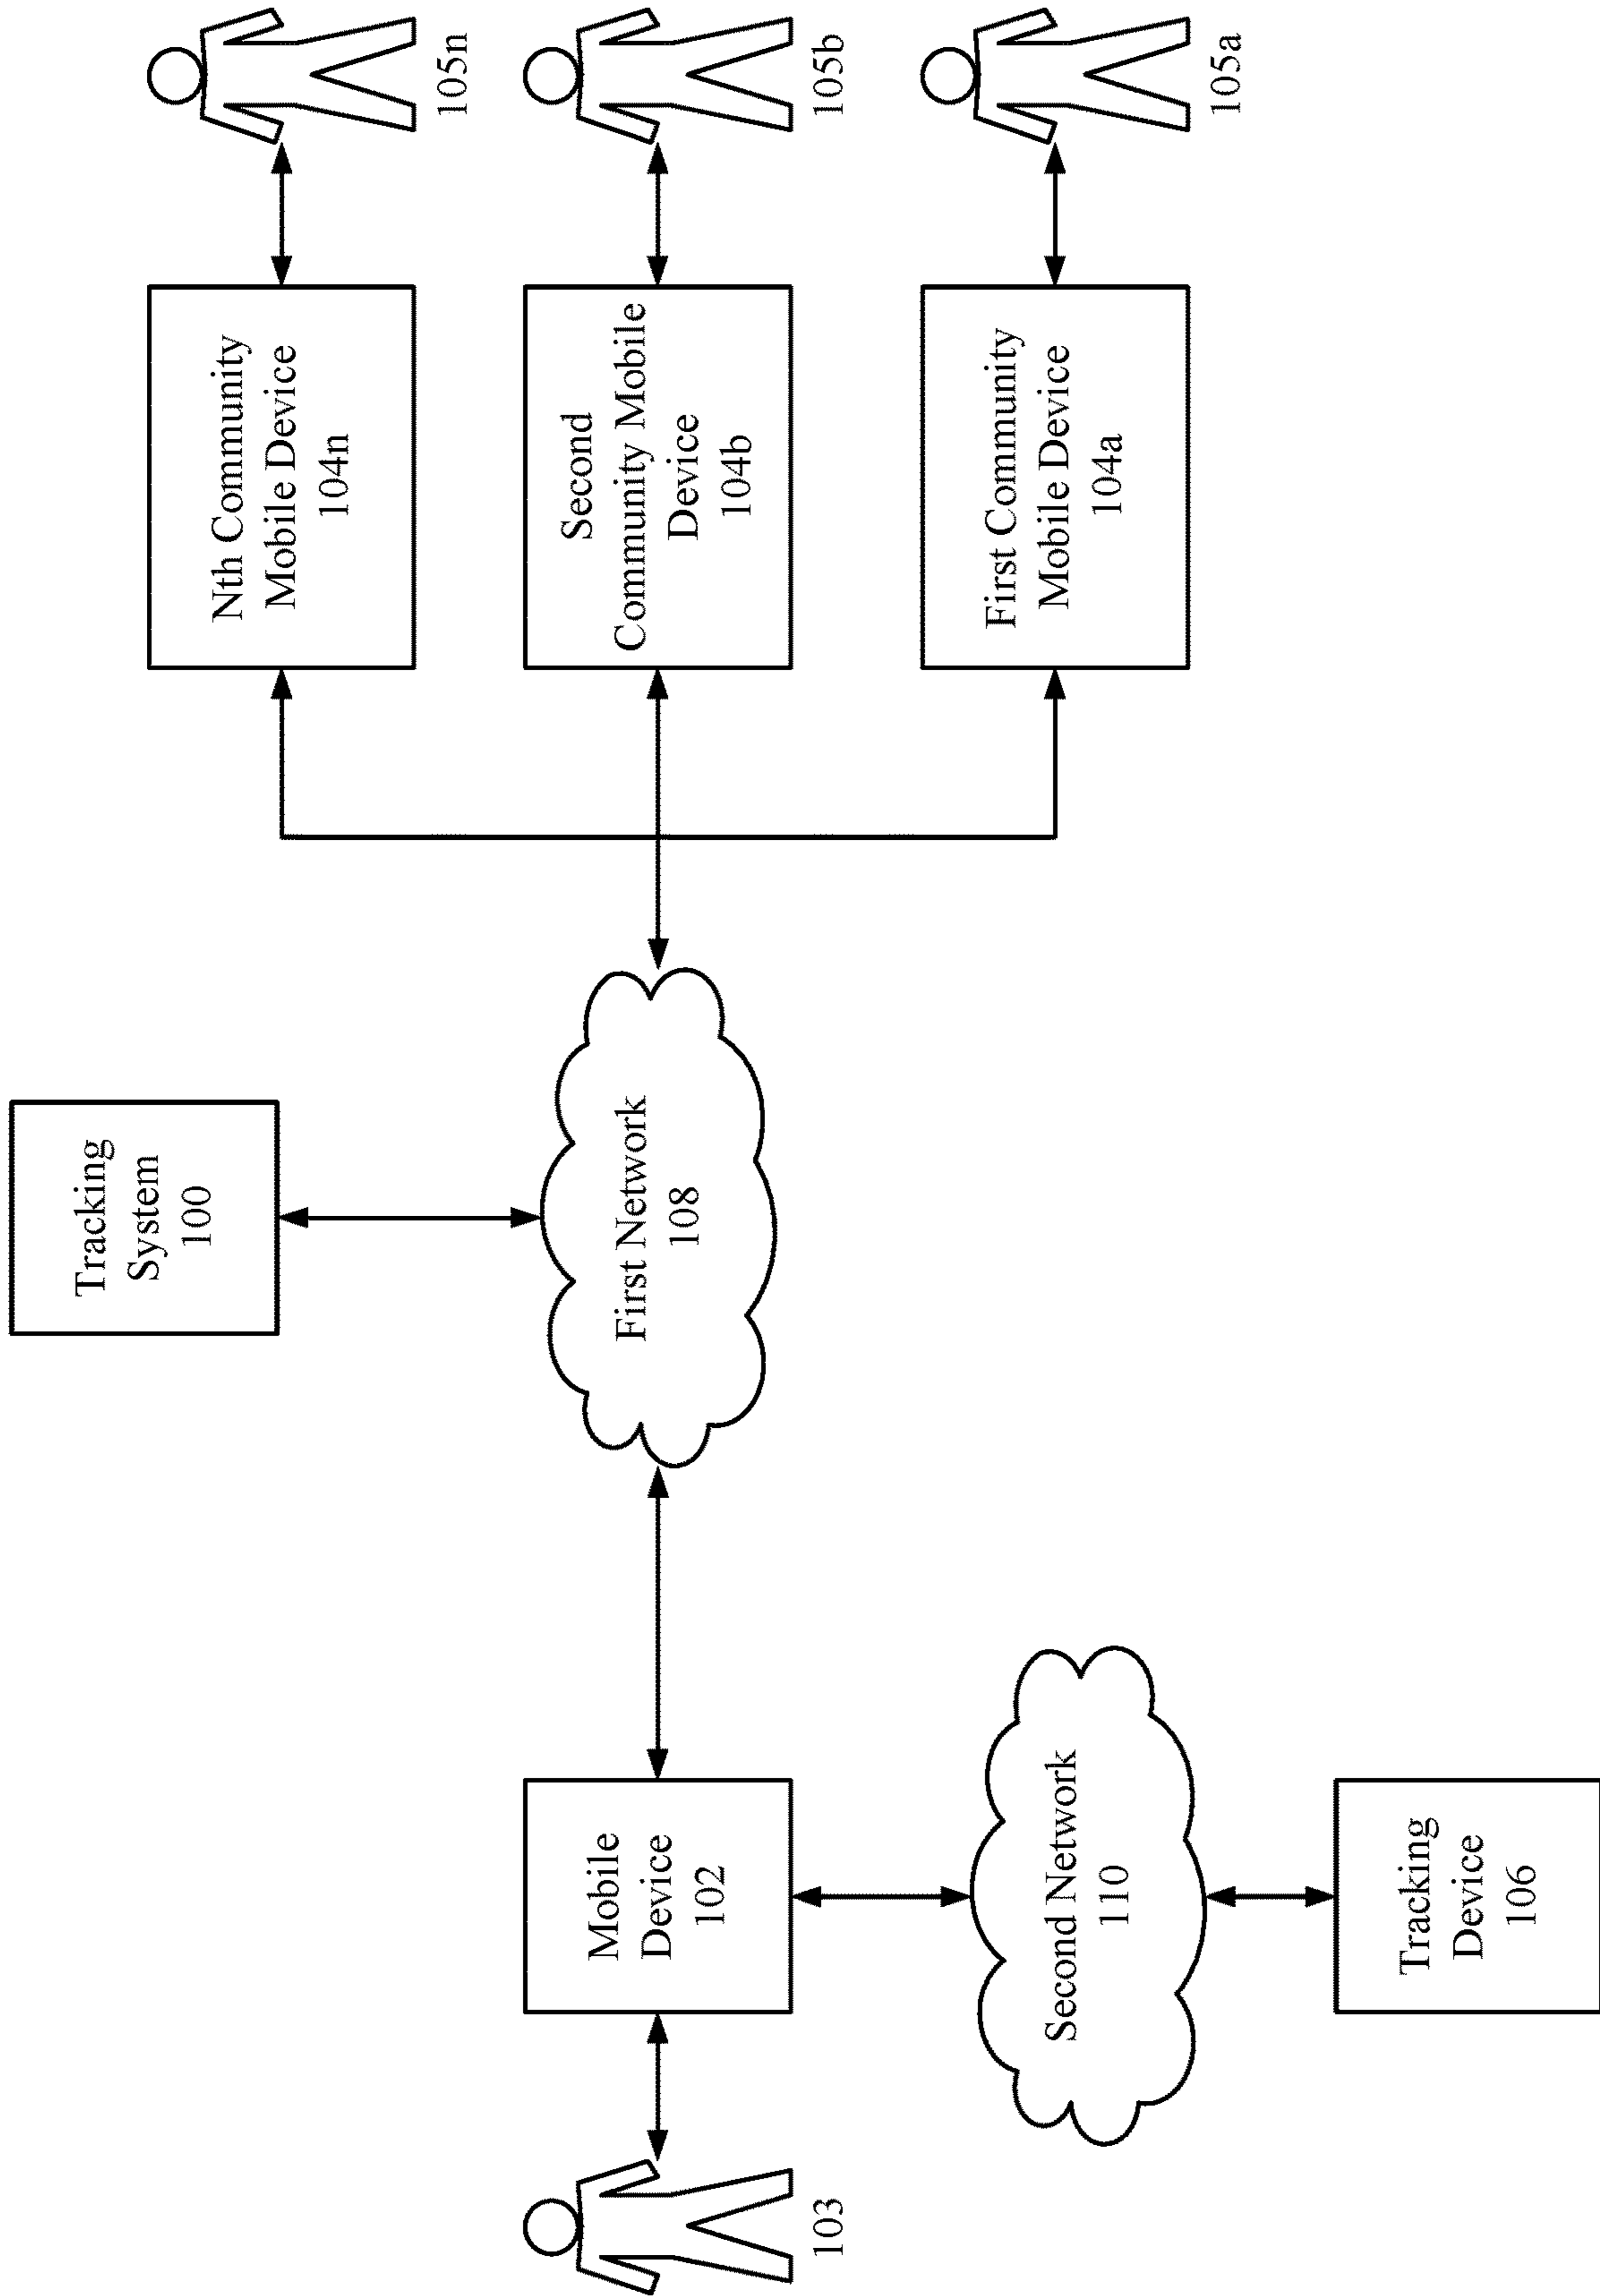 Tracking
System
100
Nth Community
Mobile Device
104n
105n
103
Mobile
Device
102
First Network
108
Second
Community Mobile
Device
104b
105b
Second Network
110
First Community
Mobile Device
104a
105a
Tracking
Device
106